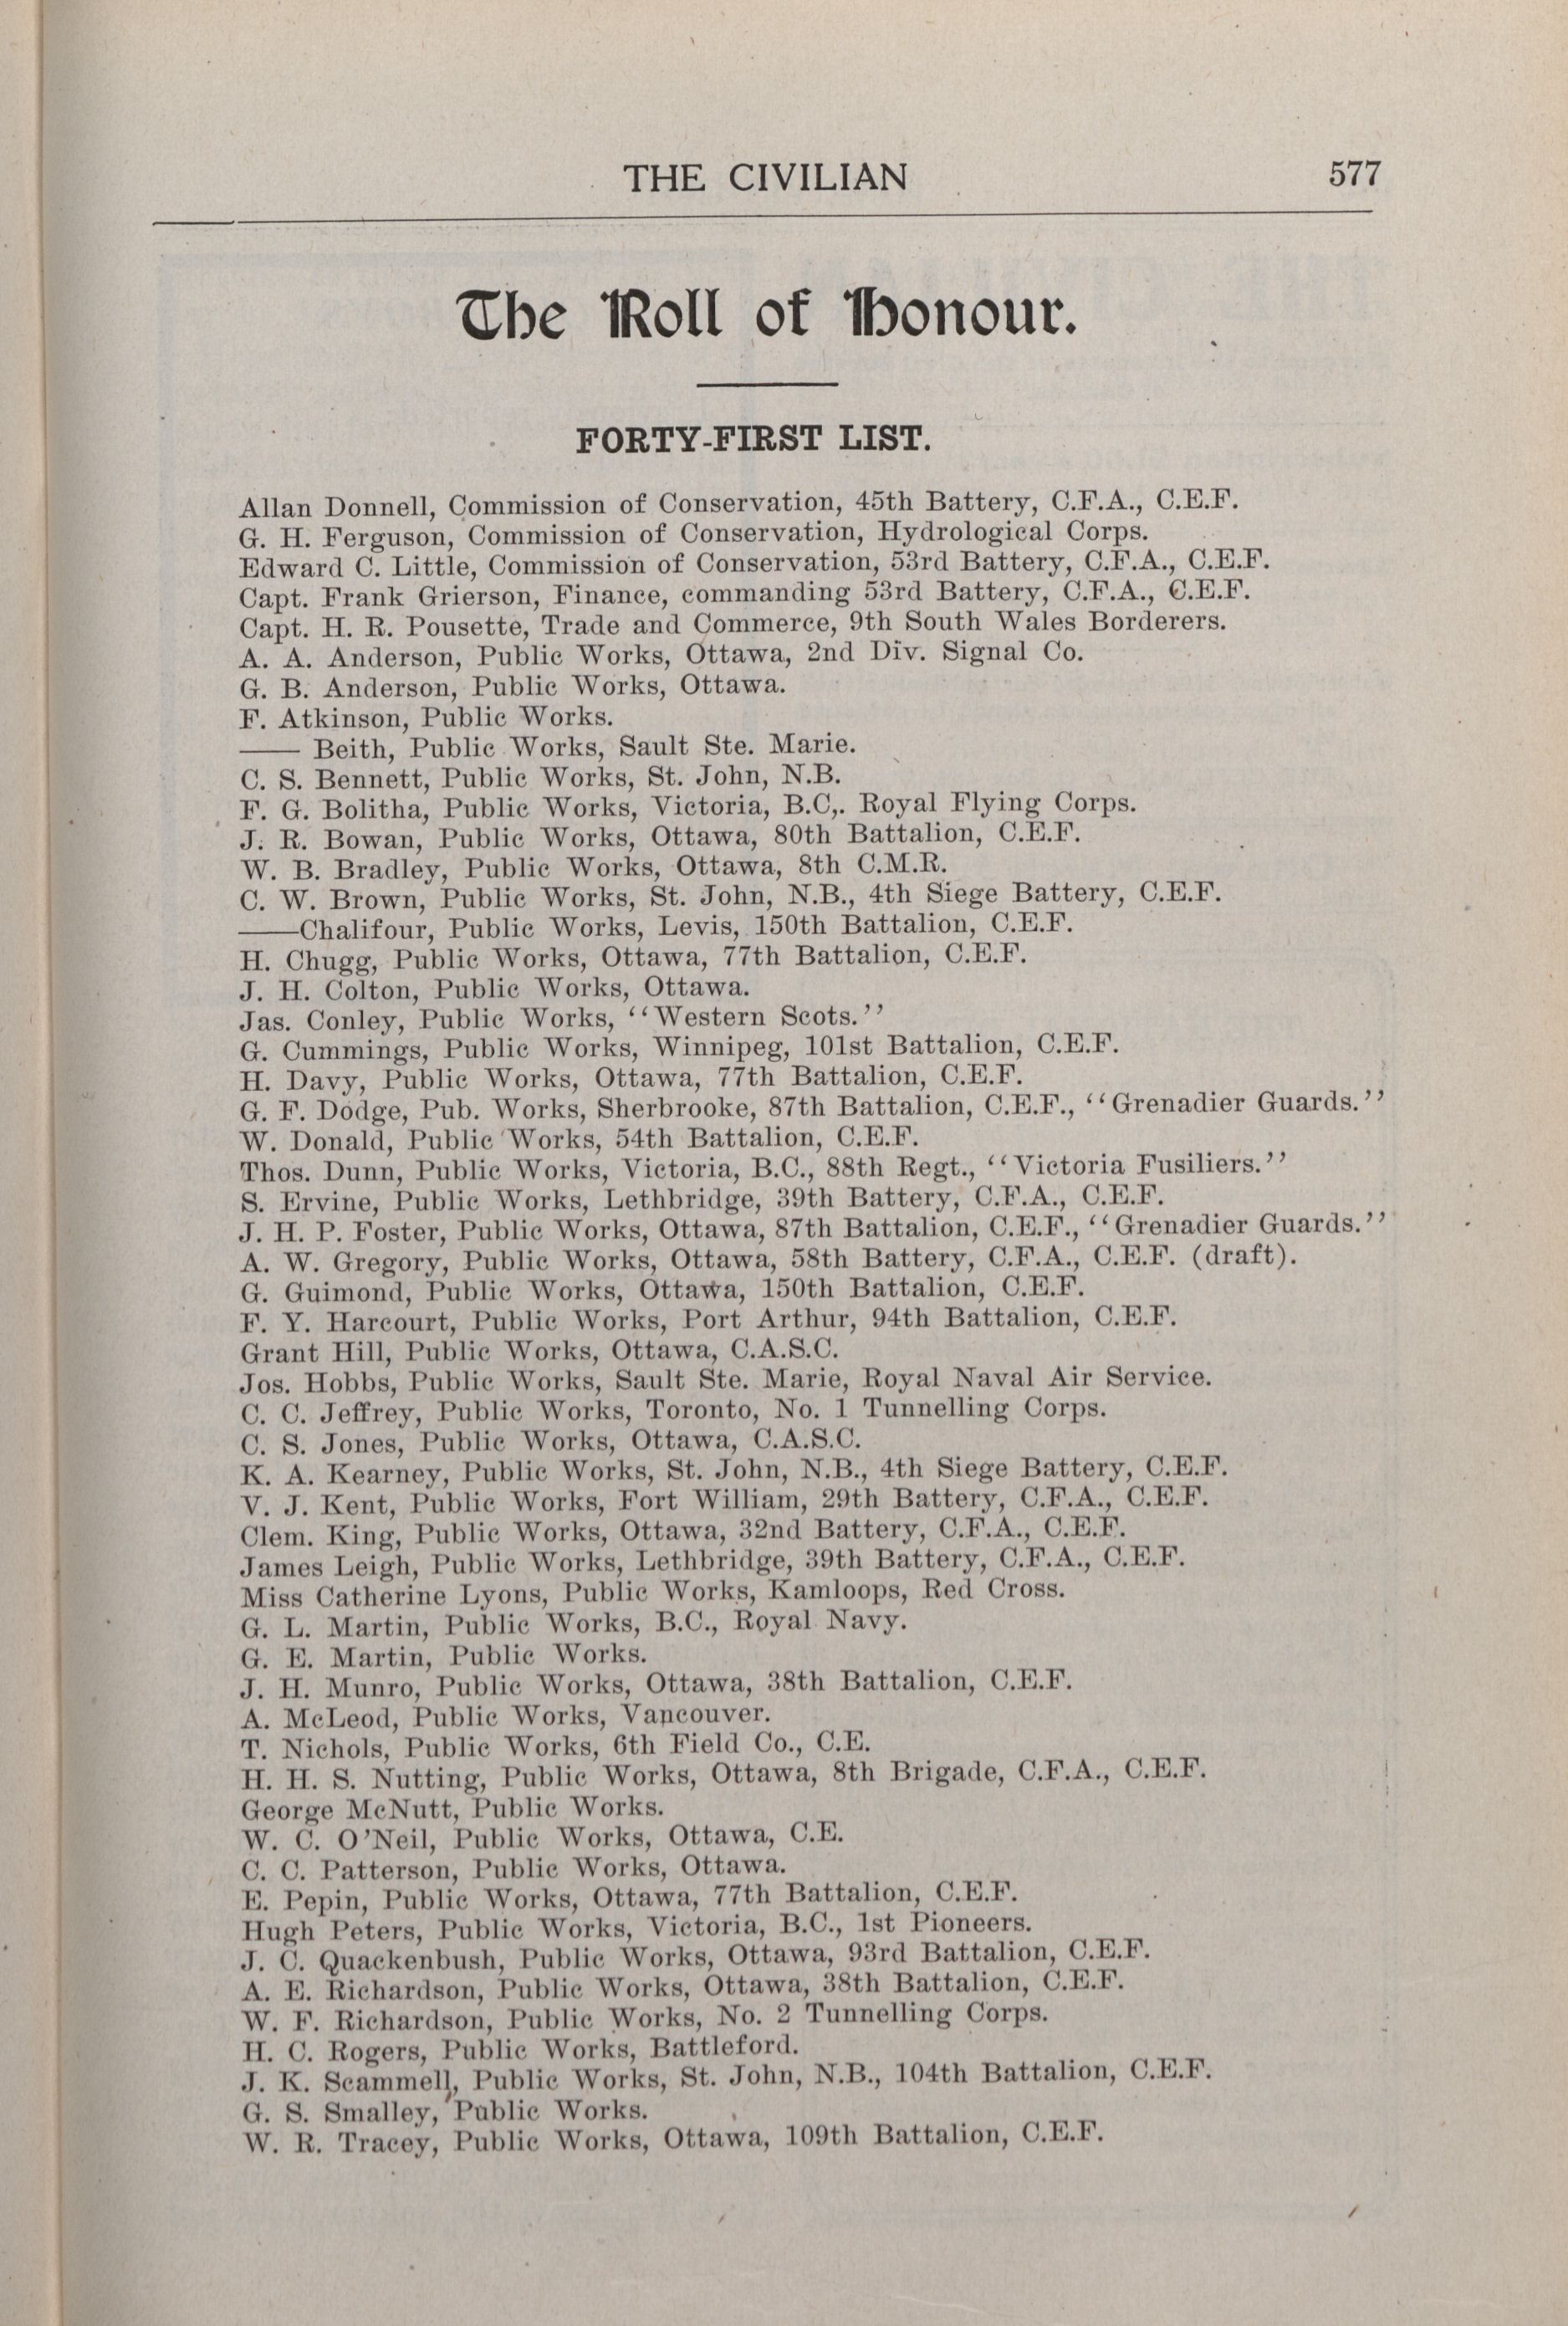 THE CIVILIAN 577
The Roll of Honour.
FORTY-FIRST LIST.
Allan Donnell, Commission of Conservation, 45th Battery, C.F.A., C.E.F.
G. H. Ferguson, Commission of Conservation, Hydrological Corps.
Edward C. Little, Commission of Conservation, 53rd Battery, C.F.A., C.E.F.
Capt. Frank Grierson, Finance, commanding 53rd Battery, C.F.A., C.E.F.
Capt. H. R. Pousette, Trade and Commerce, 9th South Wales Borderers.
A. A. Anderson, Public Works, Ottawa, 2nd Div. Signal Co.
G. B. Anderson, Public Works, Ottawa.
F. Atkinson, Public Works.
—— Beith, Public Works, Sault Ste. Marie.
C. S. Bennett, Public Works, St. John, N.B.
F. G. Bolitha, Public Works, Victoria, B.C,. Royal Flying Corps.
J. R. Bowan, Public Works, Ottawa, 80th Battalion, C.E.F.
W. B. Bradley, Public Works, Ottawa, 8th C.M.R.
C. W. Brown, Public Works, St. John, N.B., 4th Siege Battery, C.E.F.
——Chalifour, Public Works, Levis, 150th Battalion, C.E.F.
H. Chugg, Public Works, Ottawa, 77th Battalion, C.E.F.
J. H. Colton, Public Works, Ottawa.
Jas. Conley, Public Works, ‘‘Western Scots.’’
G. Cummings, Public Works, Winnipeg, 101st Battalion, C.E.F.
H. Davy, Public Works, Ottawa, 77th Battalion, C.E.F.
G. F. Dodge, Pub. Works, Sherbrooke, 87th Battalion, C.E.F., ‘‘Grenadier Guards.’’
W. Donald, Public Works, 54th Battalion, C.E.F.
Thos. Dunn, Public Works, Victoria, B.C., 88th Regt., ‘‘Victoria Fusiliers.’’
S. Ervine, Public Works, Lethbridge, 39th Battery, C.F.A., C.E.F.
J. H. P. Foster, Public Works, Ottawa, 87th Battalion, C.E.F., ‘‘Grenadier Guards.’’
A. W. Gregory, Public Works, Ottawa, 58th Battery, C.F.A., C.E.F. (draft).
G. Guimond, Public Works, Ottawa, 150th Battalion, C.E.F.
F. Y. Harcourt, Public Works, Port Arthur, 94th Battalion, C.E.F.
Grant Hill, Public Works, Ottawa, C.A.S.C.
Jos. Hobbs, Public Works, Sault Ste. Marie, Royal Naval Air Service.
C. C. Jeffrey, Public Works, Toronto, No. 1 Tunnelling Corps.
C. S. Jones, Public Works, Ottawa, C.A.S.C.
K. A. Kearney, Public Works, St. John, N.B., 4th Siege Battery, C.E.F.
V. J. Kent, Public Works, Fort William, 29th Battery, C.F.A., C.E.F.
Clem. King, Public Works, Ottawa, 32nd Battery, C.F.A., C.E.F.
James Leigh, Public Works, Lethbridge, 39th Battery, C.F.A., C.E.F.
Miss Catherine Lyons, Public Works, Kamloops, Red Cross.
G. L. Martin, Public Works, B.C., Royal Navy.
G. E. Martin, Public Works.
J. H. Munro, Public Works, Ottawa, 38th Battalion, C.E.F.
A. McLeod, Public Works, Vancouver.
T. Nichols, Public Works, 6th Field Co., C.E.
H. H. S. Nutting, Public Works, Ottawa, 8th Brigade, C.F.A., C.E.F.
George McNutt, Public Works.
W. C. O’Neil, Public Works, Ottawa, C.E.
C. C. Patterson, Public Works, Ottawa.
E. Pepin, Public Works, Ottawa, 77th Battalion, C.E.F.
Hugh Peters, Public Works, Victoria, B.C., 1st Pioneers.
J. C. Quackenbush, Public Works, Ottawa, 93rd Battalion, C.E.F.
A. E. Richardson, Public Works, Ottawa, 38th Battalion, C.E.F.
W. F. Richardson, Public Works, No. 2 Tunnelling Corps.
H. C. Rogers, Public Works, Battleford.
J. K. Scammell, Public Works, St. John, N.B., 104th Battalion, C.E.F.
G. S. Smalley, Public Works.
W. R. Tracey, Public Works, Ottawa, 109th Battalion, C.E.F.